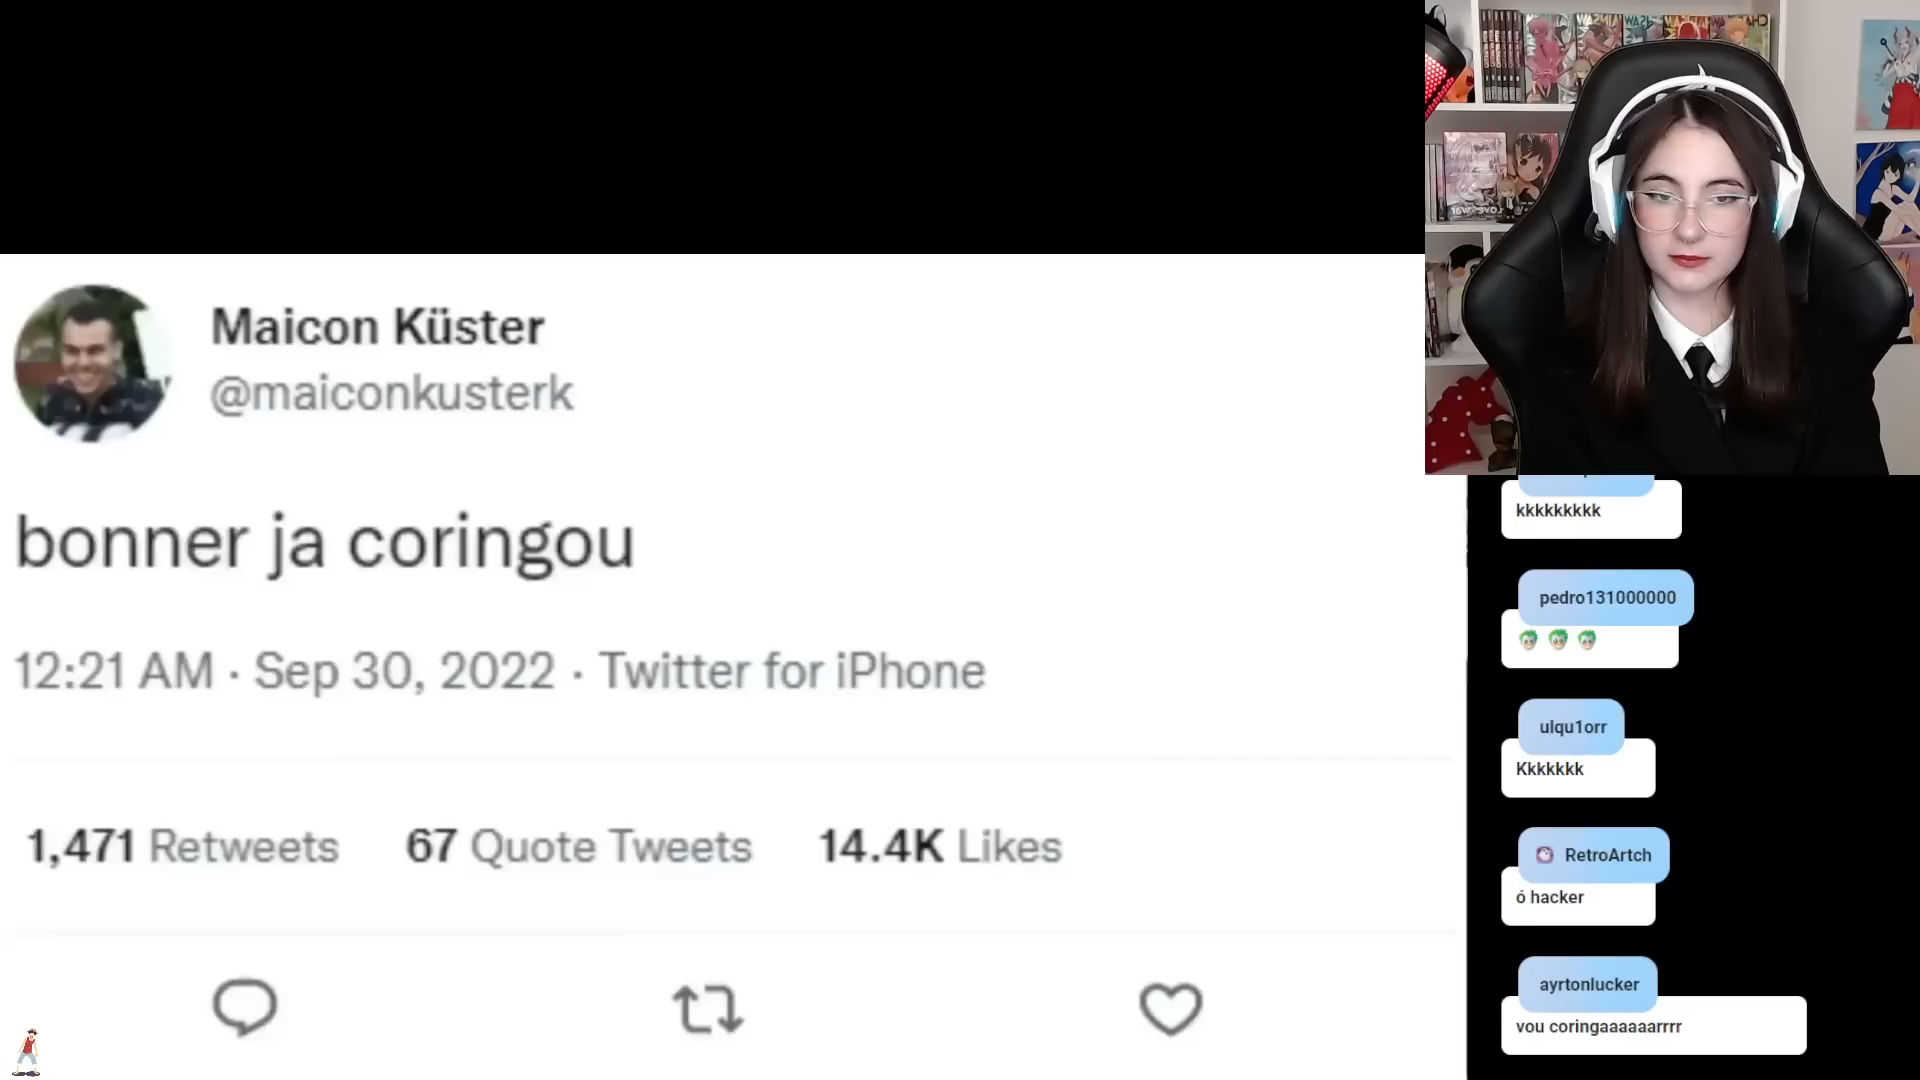 Maicon Küster
@maiconkusterk
bonner ja coringou
12:21 AM · Sep 30, 2022 · Twitter for iPhone
1,471 Retweets 67 Quote Tweets 14.4K Likes
kkkkkkkkk
pedro131000000
ulqu1orr
Kkkkkkk
RetroArtch
ó hacker
ayrtonlucker
vou coringaaaaaarrrr